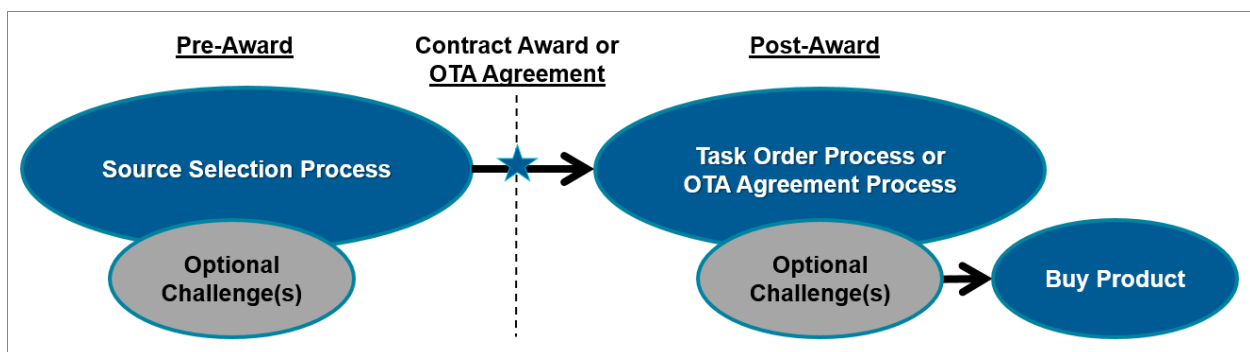 Pre-Award
Contract Award or
OTA Agreement
Post-Award
Source Selection Process
Task Order Process or
OTA Agreement Process
Optional
Challenge(s)
Optional
Challenge(s)
Buy Product